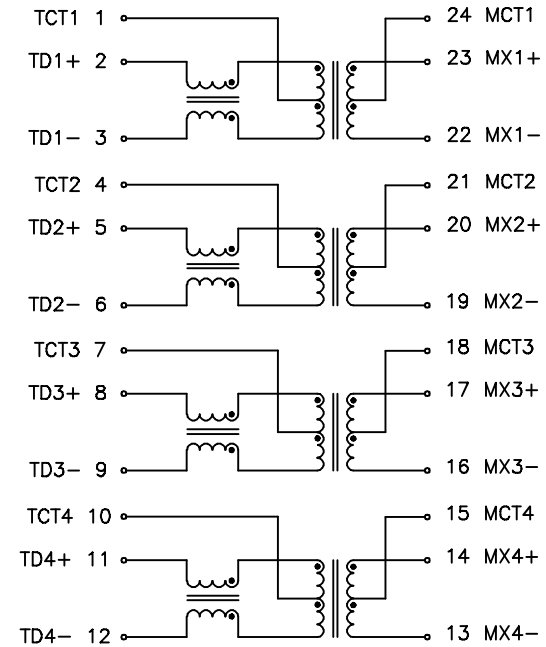 TCT1 1 24 MCT1
TD1+ 2 23 MX1+
TD1- 3 22 MX1-
TCT2 4 21 MCT2
TD2+ 5 20 MX2+
TD2- 6 19 MX2-
TCT3 7 18 MCT3
TD3+ 8 17 MX3+
TD3- 9 16 MX3-
TCT4 10 15 MCT4
TD4+ 11 14 MX4+
TD4- 12 13 MX4-